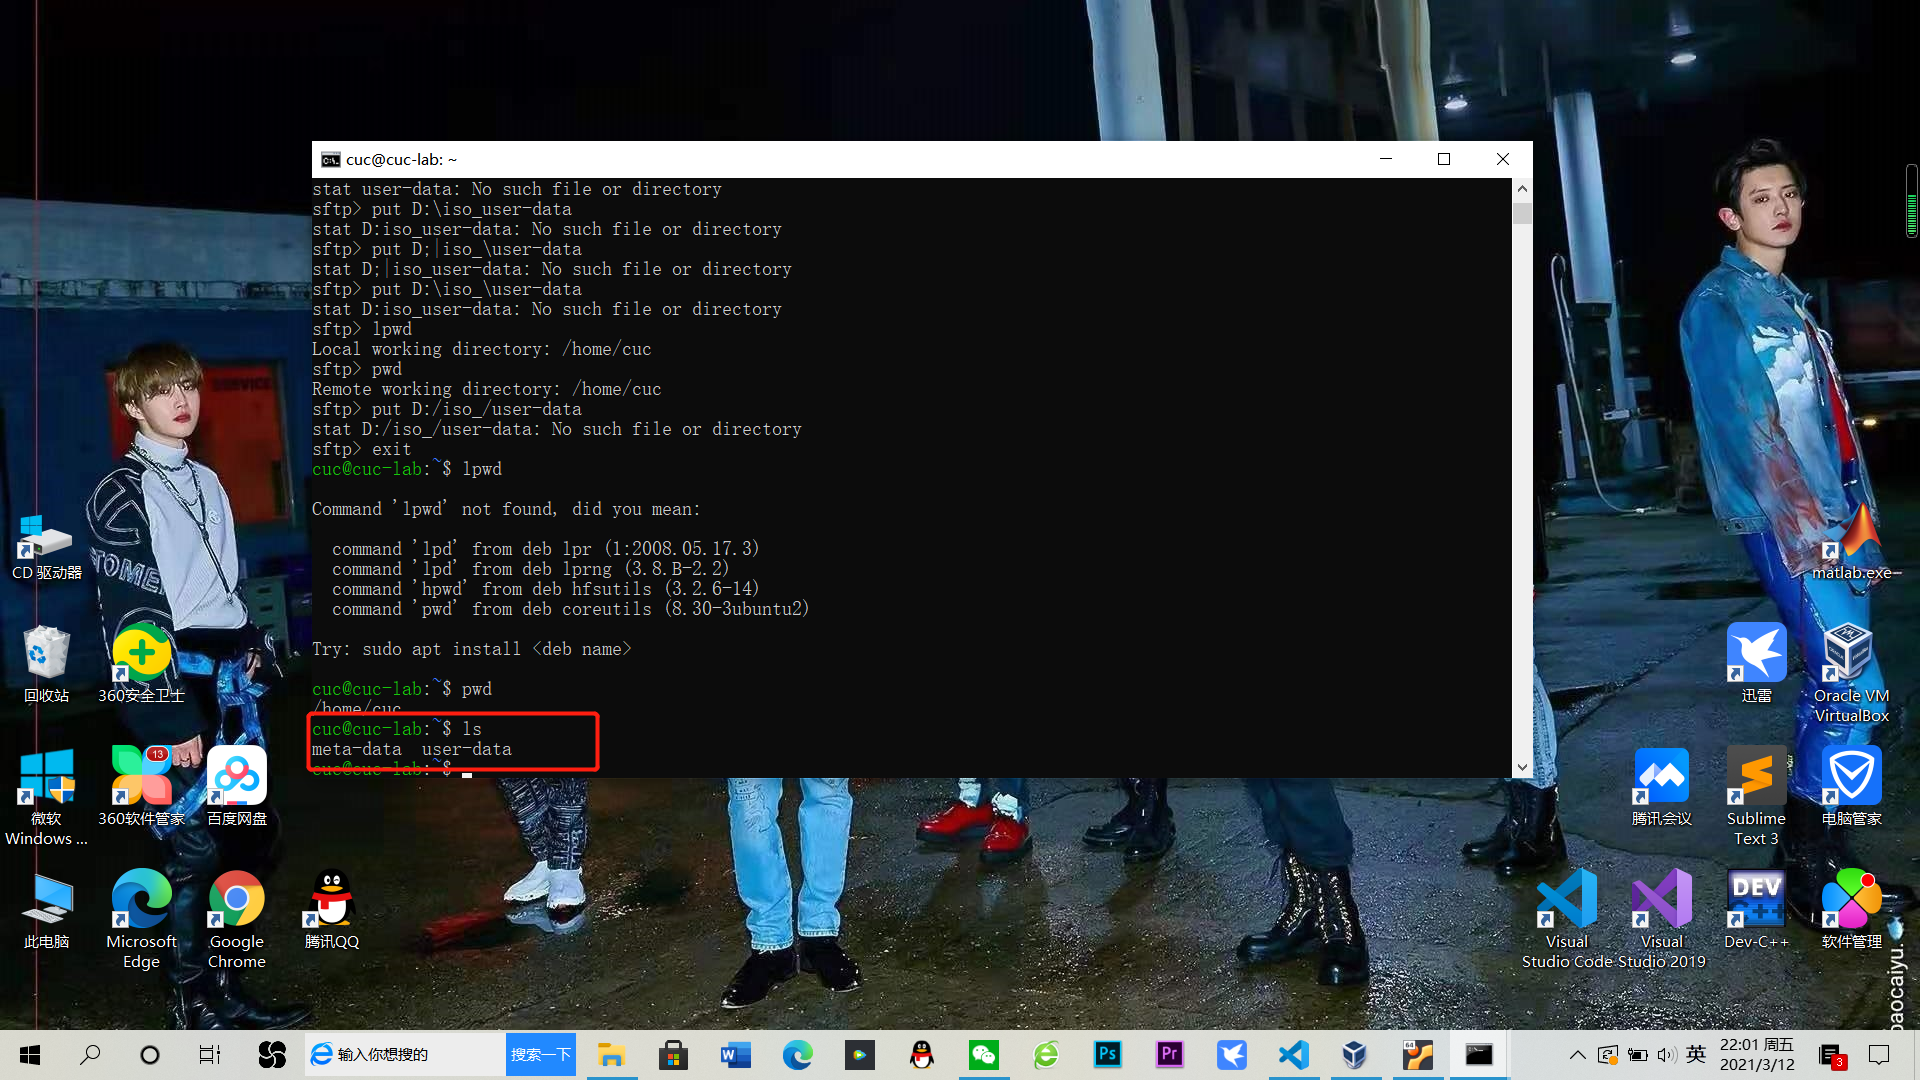 cuc@cuc-lab: ~
stat user-data: No such file or directory
sftp> put D:\iso_user-data
stat D:iso_user-data: No such file or directory
sftp> put D;|iso_\user-data
stat D;|iso_user-data: No such file or directory
sftp> put D:\iso_\user-data
stat D:iso_user-data: No such file or directory
sftp> lpwd
Local working directory: /home/cuc
sftp> pwd
Remote working directory: /home/cuc
sftp> put D:/iso_/user-data
stat D:/iso_/user-data: No such file or directory
sftp> exit
cuc@cuc-lab:~$ lpwd
Command 'lpwd' not found, did you mean:
command 'lpd' from deb lpr (1:2008.05.17.3)
command 'lpd' from deb lprng (3.8.B-2.2)
command 'hpwd' from deb hfsutils (3.2.6-14)
command 'pwd' from deb coreutils (8.30-3ubuntu2)
Try: sudo apt install <deb name>
cuc@cuc-lab:~$ pwd
/home/cuc
cuc@cuc-lab:~$ ls
meta-data  user-data
cuc@cuc-lab:~$
SERVICE
CD 驱动器
回收站
360安全卫士
微软
Windows ...
13
360软件管家
百度网盘
此电脑
Microsoft
Edge
Google
Chrome
腾讯QQ
matlab.exe
迅雷
Oracle VM
VirtualBox
腾讯会议
Sublime
Text 3
电脑管家
Visual
Studio Code
Visual
Studio 2019
DEV
C++
Dev-C++
软件管理
输入你想搜的
搜索一下
W
Ps
Pr
64
英
22:01 周五
2021/3/12
3